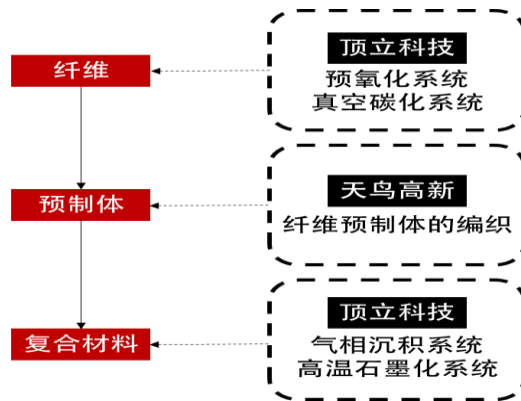 纤维
顶立科技
预氧化系统
真空碳化系统
预制体
天鸟高新
纤维预制体的编织
复合材料
顶立科技
气相沉积系统
高温石墨化系统